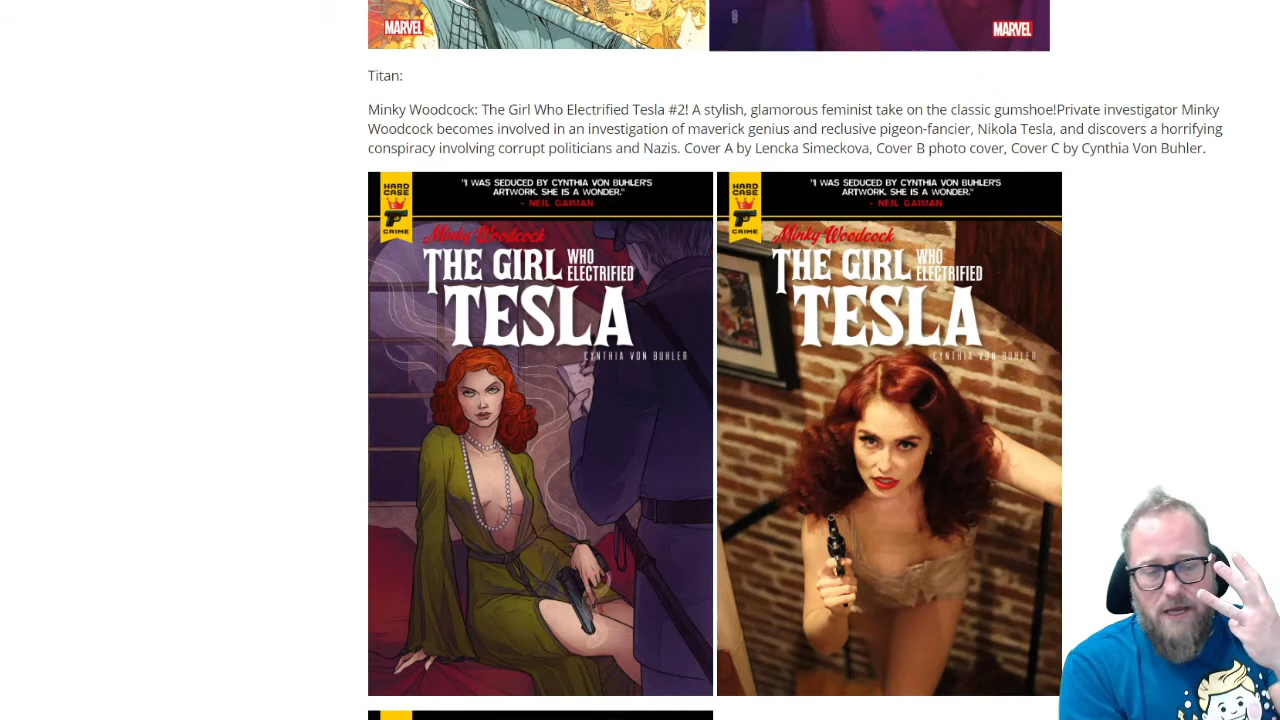 MARVEL
MARVEL
Titan:
Minky Woodcock: The Girl Who Electrified Tesla #2! A stylish, glamorous feminist take on the classic gumshoe!Private investigator Minky
Woodcock becomes involved in an investigation of maverick genius and reclusive pigeon-fancier, Nikola Tesla, and discovers a horrifying
conspiracy involving corrupt politicians and Nazis. Cover A by Lencka Simeckova, Cover B photo cover, Cover C by Cynthia Von Buhler.
HARD
CASE
CRIME
"I WAS SEDUCED BY CYNTHIA VON BUHLER'S
ARTWORK. SHE IS A WONDER."
- NEIL GAIMAN
Minky Woodcock
THE GIRL WHO
ELECTRIFIED
TESLA
CYNTHIA VON BUHLER
HARD
CASE
CRIME
"I WAS SEDUCED BY CYNTHIA VON BUHLER'S
ARTWORK. SHE IS A WONDER."
- NEIL GAIMAN
Minky Woodcock
THE GIRL WHO
ELECTRIFIED
TESLA
CYNTHIA VON BUHLER